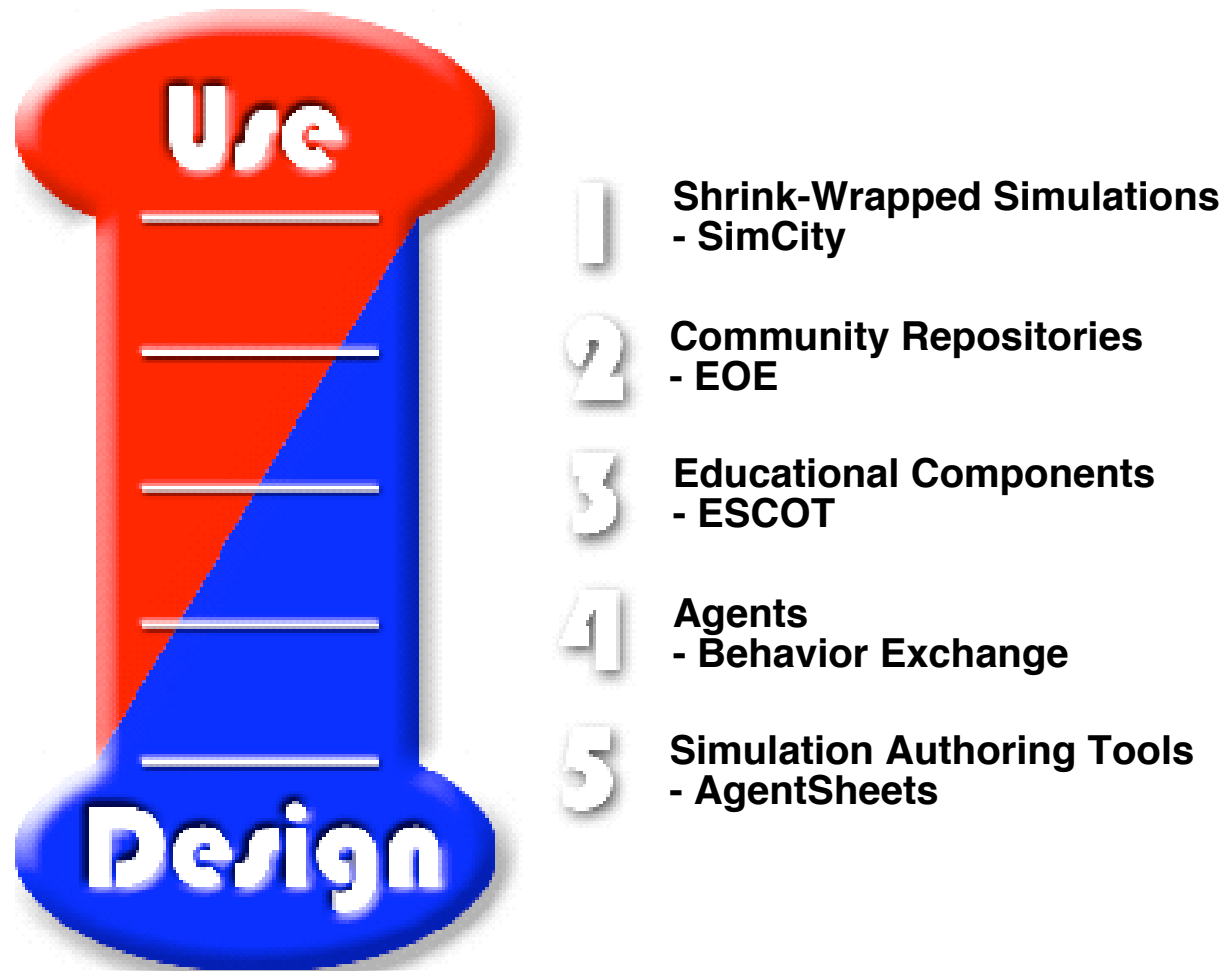 Use
1
Shrink-Wrapped Simulations
- SimCity
2
Community Repositories
- EOE
3
Educational Components
- ESCOT
4
Agents
- Behavior Exchange
5
Simulation Authoring Tools
- AgentSheets
Design